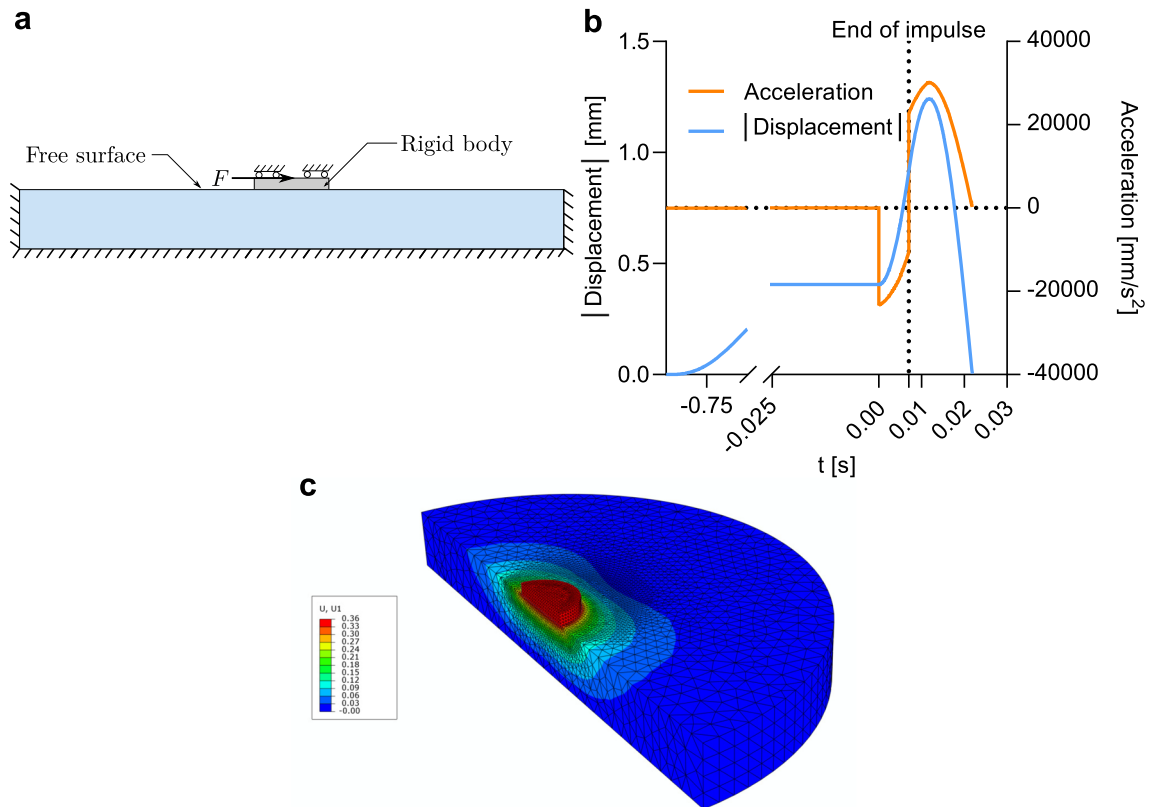 a
Free surface
F
Rigid body
b
End of impulse
1.5
1.0
0.5
0.0
|Displacement| [mm]
Acceleration
|Displacement|
40000
20000
0
-20000
-40000
Acceleration [mm/s²]
-0.75
-0.025
0.00
0.01
0.02
0.03
t [s]
c
U, U1
0.36
0.33
0.30
0.27
0.24
0.21
0.18
0.15
0.12
0.09
0.06
0.03
-0.00